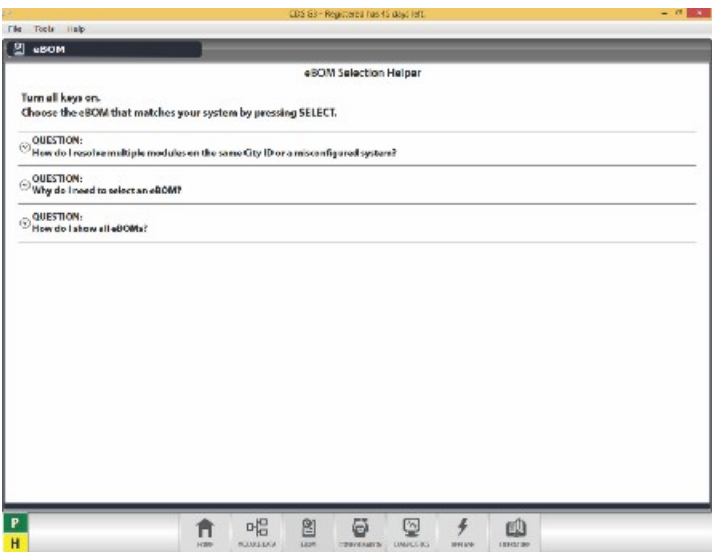 CDS G3 - Registered has 45 days left.
File Tools Help
eBOM
eBOM Selection Helper
Turn all keys on.
Choose the eBOM that matches your system by pressing SELECT.
QUESTION:
How do I resolve multiple modules on the same City ID or a misconfigured system?
QUESTION:
Why do I need to select an eBOM?
QUESTION:
How do I show all eBOMs?
P
H
HOME